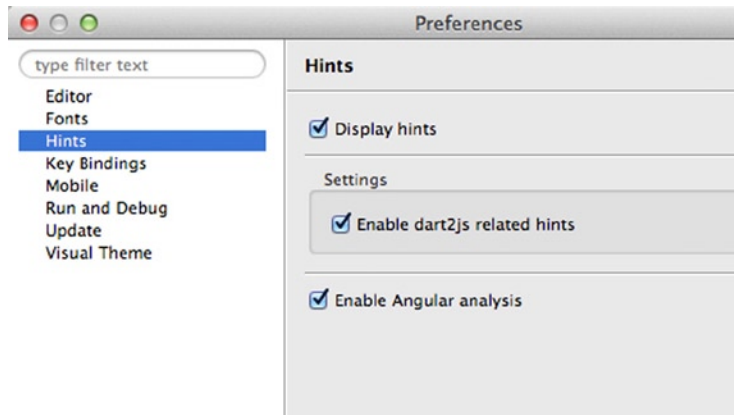 Preferences
type filter text
Editor
Fonts
Hints
Key Bindings
Mobile
Run and Debug
Update
Visual Theme
Hints
Display hints
Settings
Enable dart2js related hints
Enable Angular analysis